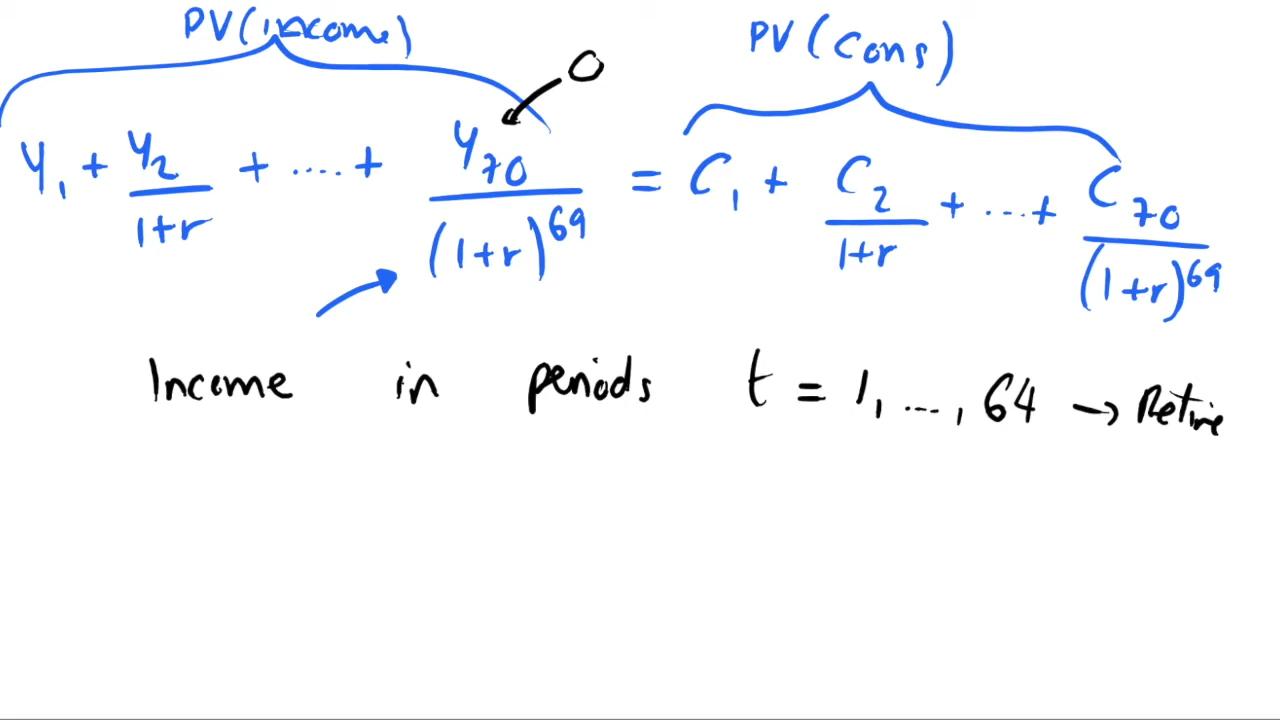 PV(income) PV(Cons)
0
Y₁ + Y₂/(1+r) + .... + Y₇₀/(1+r)⁶⁹ = C₁ + C₂/(1+r) + ... + C₇₀/(1+r)⁶⁹
Income in periods t = 1, ..., 64 → Retire